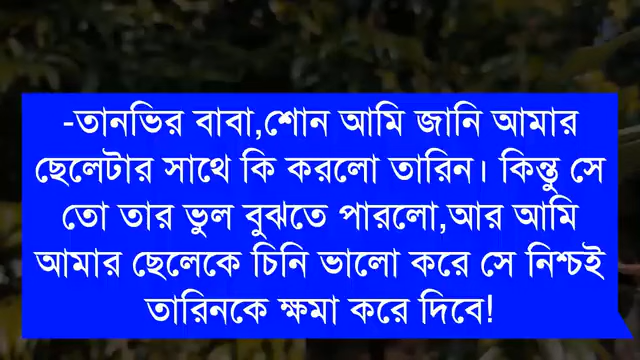 -তানভির বাবা,শোন আমি জানি আমার
ছেলেটার সাথে কি করলো তারিন। কিন্তু সে
তো তার ভুল বুঝতে পারলো,আর আমি
আমার ছেলেকে চিনি ভালো করে সে নিশ্চই
তারিনকে ক্ষমা করে দিবে!